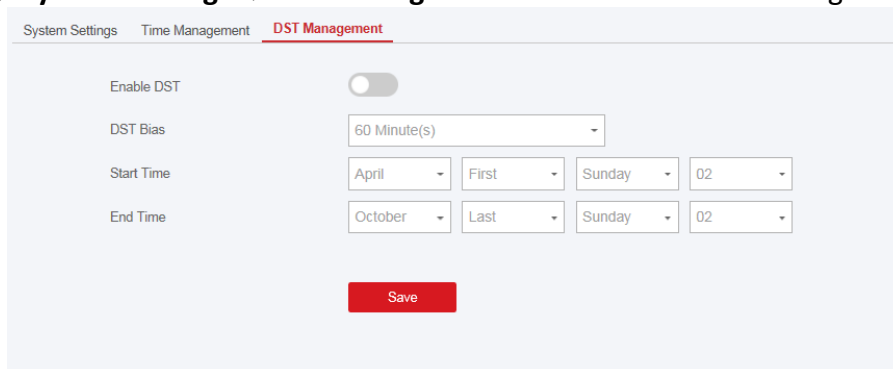 System Settings Time Management DST Management
Enable DST
DST Bias 60 Minute(s)
Start Time April First Sunday 02
End Time October Last Sunday 02
Save